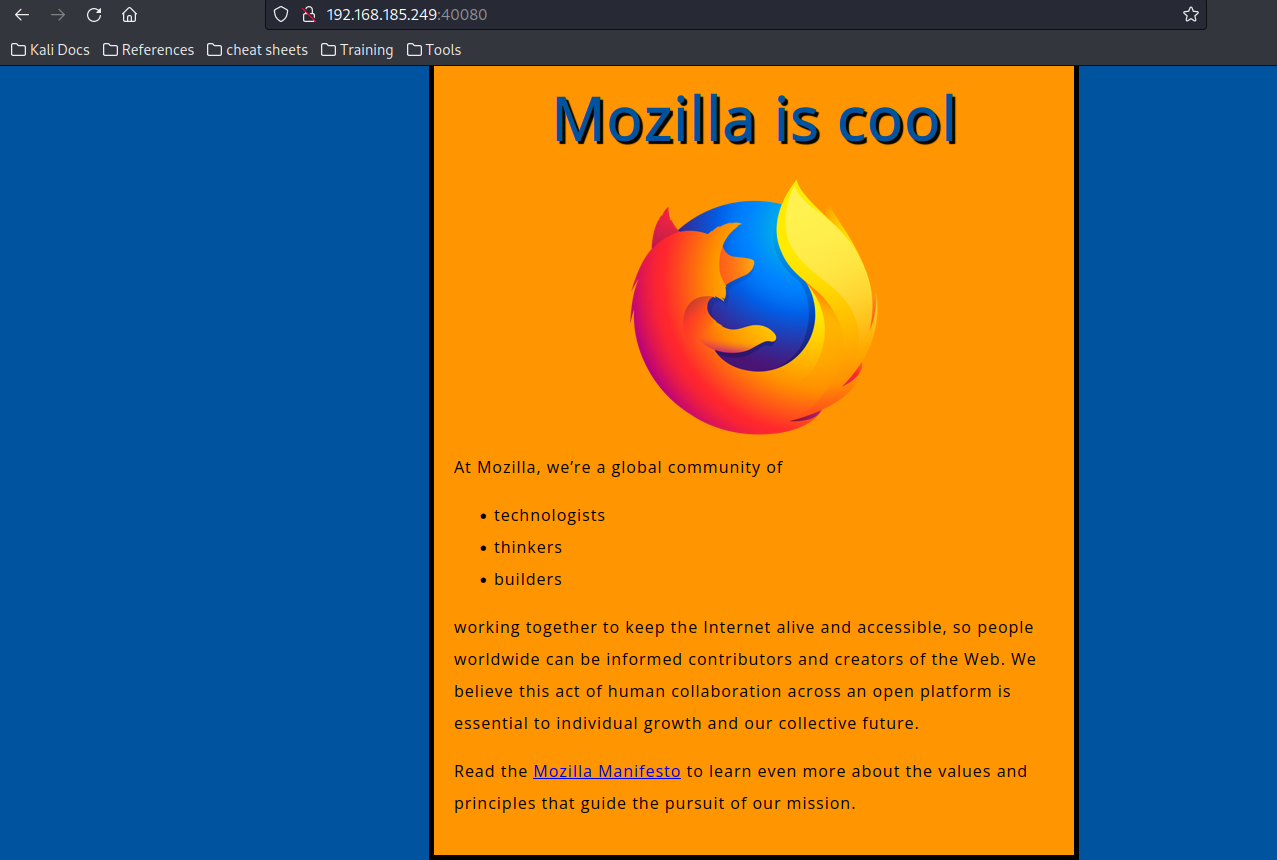 192.168.185.249:40080
Kali Docs References cheat sheets Training Tools
Mozilla is cool
At Mozilla, we’re a global community of
• technologists
• thinkers
• builders
working together to keep the Internet alive and accessible, so people
worldwide can be informed contributors and creators of the Web. We
believe this act of human collaboration across an open platform is
essential to individual growth and our collective future.
Read the Mozilla Manifesto to learn even more about the values and
principles that guide the pursuit of our mission.